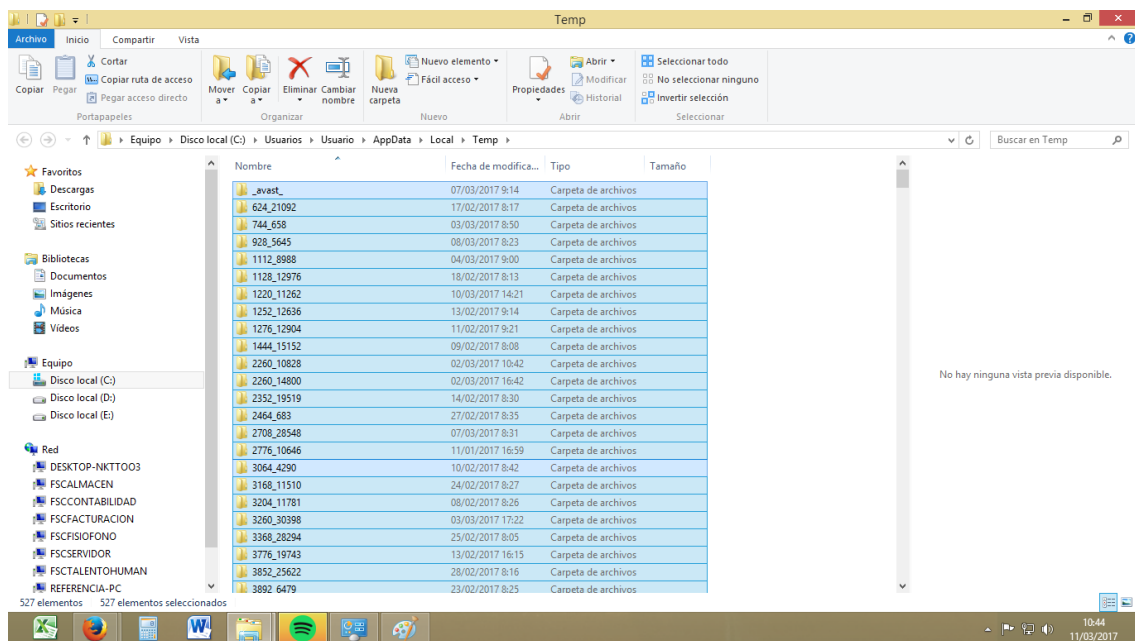 Temp
Archivo Inicio Compartir Vista
Copiar
Pegar
Cortar
Copiar ruta de acceso
Pegar acceso directo
Portapapeles
Mover a
Copiar a
Eliminar
Cambiar nombre
Organizar
Nueva carpeta
Nuevo elemento
Fácil acceso
Nuevo
Propiedades
Abrir
Modificar
Historial
Abrir
Seleccionar todo
No seleccionar ninguno
Invertir selección
Seleccionar
Equipo Disco local (C:) Usuarios Usuario AppData Local Temp
Buscar en Temp
Favoritos
Descargas
Escritorio
Sitios recientes
Bibliotecas
Documentos
Imágenes
Música
Vídeos
Equipo
Disco local (C:)
Disco local (D:)
Disco local (E:)
Red
DESKTOP-NKTTOO3
FSCALMACEN
FSCCONTABILIDAD
FSCFACTURACION
FSCFISIOFONO
FSCSERVIDOR
FSCTALENTOHUMAN
REFERENCIA-PC
Nombre Fecha de modifica... Tipo Tamaño
_avast_ 07/03/2017 9:14 Carpeta de archivos
624_21092 17/02/2017 8:17 Carpeta de archivos
744_658 03/03/2017 8:50 Carpeta de archivos
928_5645 08/03/2017 8:23 Carpeta de archivos
1112_8988 04/03/2017 9:00 Carpeta de archivos
1128_12976 18/02/2017 8:13 Carpeta de archivos
1220_11262 10/03/2017 14:21 Carpeta de archivos
1252_12636 13/02/2017 9:14 Carpeta de archivos
1276_12904 11/02/2017 9:21 Carpeta de archivos
1444_15152 09/02/2017 8:08 Carpeta de archivos
2260_10828 02/03/2017 10:42 Carpeta de archivos
2260_14800 02/03/2017 16:42 Carpeta de archivos
2352_19519 14/02/2017 8:30 Carpeta de archivos
2464_683 27/02/2017 8:35 Carpeta de archivos
2708_28548 07/03/2017 8:31 Carpeta de archivos
2776_10646 11/01/2017 16:59 Carpeta de archivos
3064_4290 10/02/2017 8:42 Carpeta de archivos
3168_11510 24/02/2017 8:27 Carpeta de archivos
3204_11781 08/02/2017 8:26 Carpeta de archivos
3260_30398 03/03/2017 17:22 Carpeta de archivos
3368_28294 25/02/2017 8:05 Carpeta de archivos
3776_19743 13/02/2017 16:15 Carpeta de archivos
3852_25622 28/02/2017 8:16 Carpeta de archivos
3892_6479 23/02/2017 8:25 Carpeta de archivos
No hay ninguna vista previa disponible.
527 elementos 527 elementos seleccionados
10:44
11/03/2017